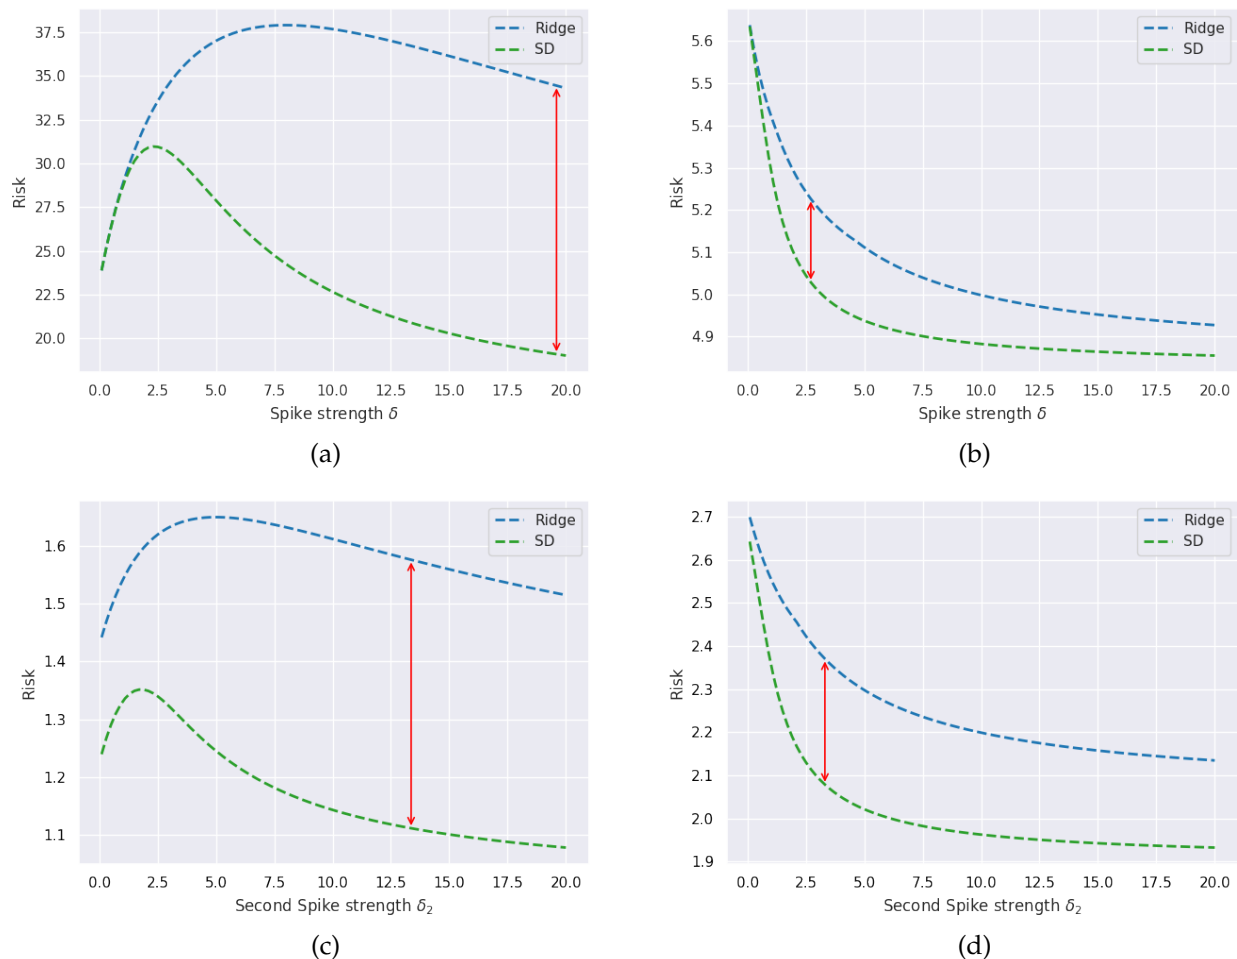 37.5
35.0
32.5
30.0
27.5
25.0
22.5
20.0
Risk
Ridge
SD
0.0 2.5 5.0 7.5 10.0 12.5 15.0 17.5 20.0
Spike strength δ
(a)
5.6
5.5
5.4
5.3
5.2
5.1
5.0
4.9
Risk
Ridge
SD
0.0 2.5 5.0 7.5 10.0 12.5 15.0 17.5 20.0
Spike strength δ
(b)
1.6
1.5
1.4
1.3
1.2
1.1
Risk
Ridge
SD
0.0 2.5 5.0 7.5 10.0 12.5 15.0 17.5 20.0
Second Spike strength δ₂
(c)
2.7
2.6
2.5
2.4
2.3
2.2
2.1
2.0
1.9
Risk
Ridge
SD
0.0 2.5 5.0 7.5 10.0 12.5 15.0 17.5 20.0
Second Spike strength δ₂
(d)